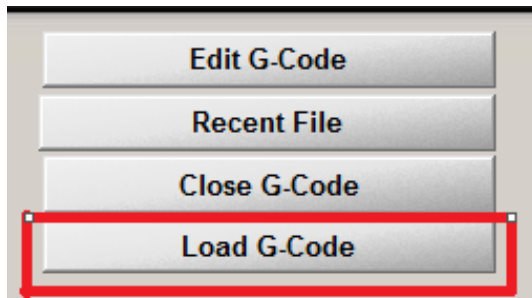 Edit G-Code
Recent File
Close G-Code
Load G-Code